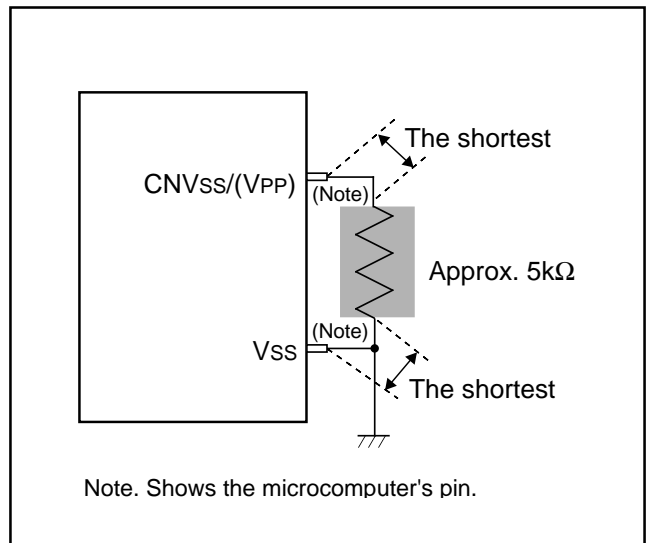 The shortest
CNVSS/(VPP)
(Note)
Approx. 5kΩ
(Note)
VSS
The shortest
Note. Shows the microcomputer's pin.